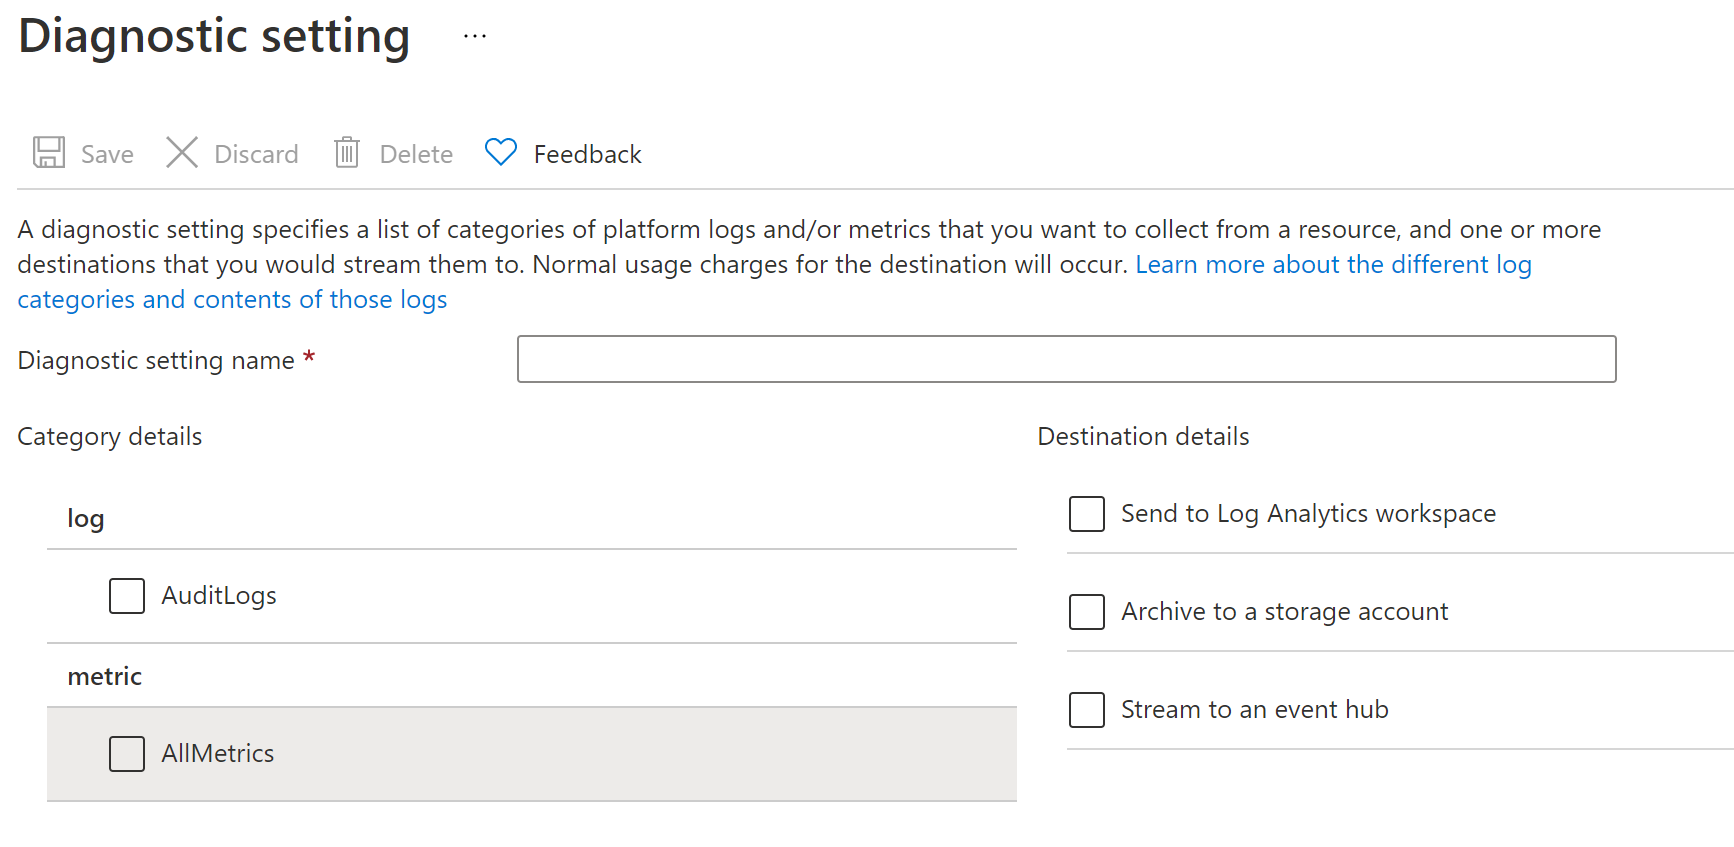 Diagnostic setting ...
Save Discard Delete Feedback
A diagnostic setting specifies a list of categories of platform logs and/or metrics that you want to collect from a resource, and one or more
destinations that you would stream them to. Normal usage charges for the destination will occur. Learn more about the different log
categories and contents of those logs
Diagnostic setting name *
Category details
log
AuditLogs
metric
AllMetrics
Destination details
Send to Log Analytics workspace
Archive to a storage account
Stream to an event hub